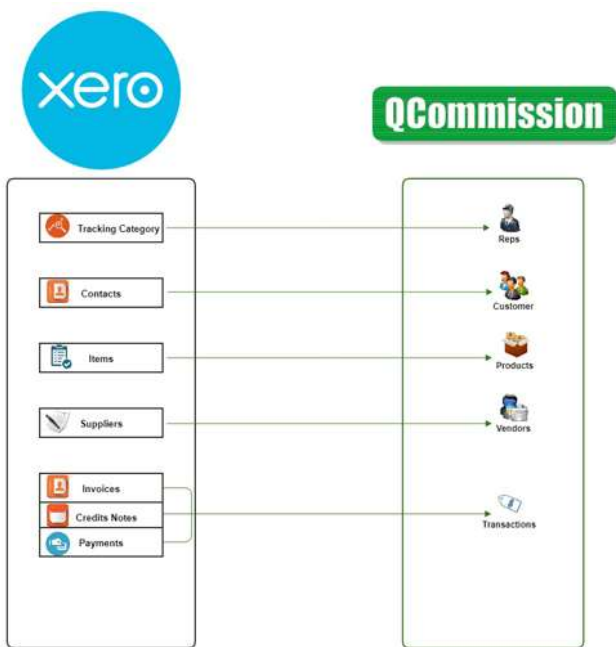 xero
QCommission
Tracking Category
Reps
Contacts
Customer
Items
Products
Suppliers
Vendors
Invoices
Credits Notes
Transactions
Payments